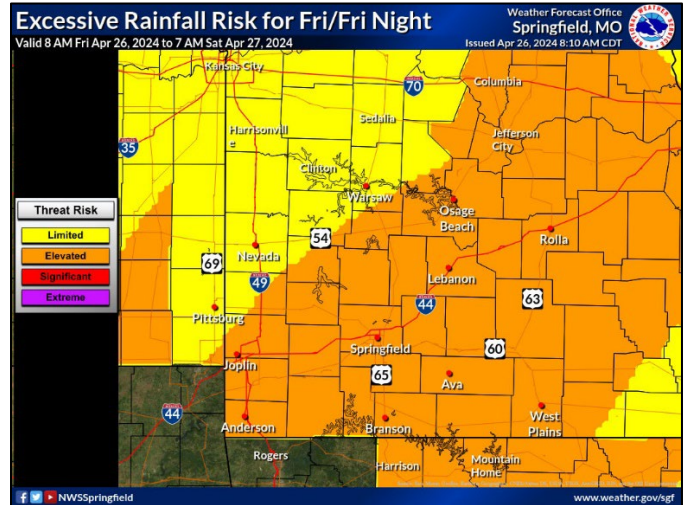 Excessive Rainfall Risk for Fri/Fri Night
Valid 8 AM Fri Apr 26, 2024 to 7 AM Sat Apr 27, 2024
Weather Forecast Office
Springfield, MO
Issued Apr 26, 2024 8:10 AM CDT
Kansas City
70
Columbia
Harrisonvill
e
Sedalia
Jefferson
City
35
Clinton
Warsaw
Osage
Beach
Threat Risk
Limited
Elevated
Significant
Extreme
54
Rolla
69
Nevada
49
Lebanon
63
Pittsburg
44
Springfield
60
Joplin
65
Ava
44
Anderson
Branson
West
Plains
Rogers
Harrison
Mountain
Home
NWSSpringfield
www.weather.gov/sgf